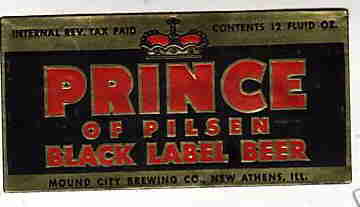 INTERNAL REV. TAX PAID CONTENTS 12 FLUID OZ.
PRINCE
OF PILSEN
BLACK LABEL BEER
MOUND CITY BREWING CO., NEW ATHENS, ILL.